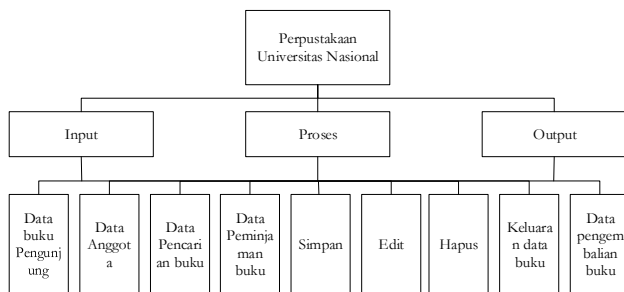 Perpustakaan
Universitas Nasional
Input
Proses
Output
Data
buku
Pengunj
ung
Data
Anggot
a
Data
Pencari
an buku
Data
Peminja
man
buku
Simpan
Edit
Hapus
Keluara
n data
buku
Data
pengem
balian
buku